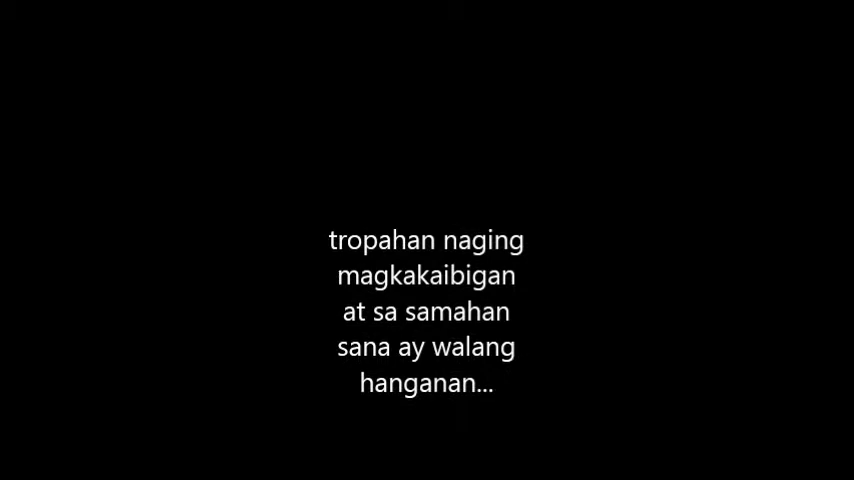 tropahan naging
magkakaibigan
at sa samahan
sana ay walang
hanganan...